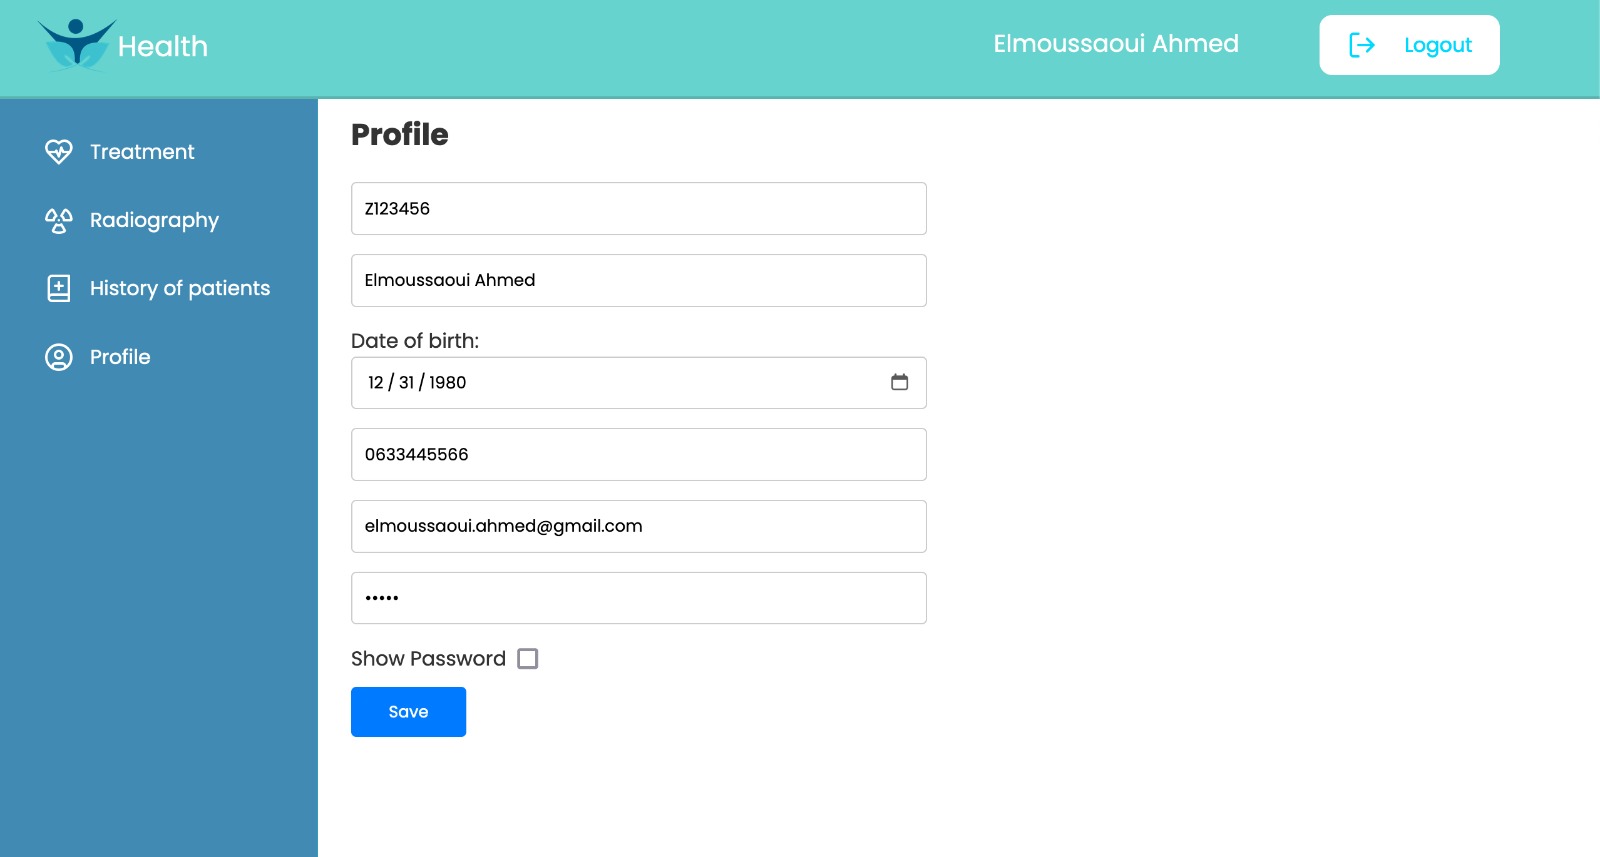 Health
Elmoussaoui Ahmed
Logout
Treatment
Radiography
History of patients
Profile
Profile
Z123456
Elmoussaoui Ahmed
Date of birth:
12 / 31 / 1980
0633445566
elmoussaoui.ahmed@gmail.com
•••••
Show Password
Save